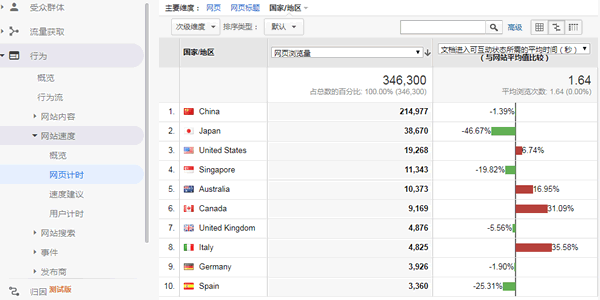 受众群体
流量获取
行为
概览
行为流
网站内容
网站速度
概览
网页计时
速度建议
用户计时
网站搜索
事件
发布商
归因 测试版
主要维度： 网页 网页标题 国家/地区
次级维度 排序类型： 默认 高级
国家/地区 网页浏览量 文档进入可互动状态所需的平均时间（秒）
（与网站平均值比较）
346,300 1.64
占总数的百分比: 100.00% (346,300) 平均浏览次数: 1.64 (0.00%)
1. China 214,977 -1.39%
2. Japan 38,670 -46.67%
3. United States 19,268 6.74%
4. Singapore 11,343 -19.82%
5. Australia 10,373 16.95%
6. Canada 9,169 31.09%
7. United Kingdom 4,876 -5.56%
8. Italy 4,825 35.58%
9. Germany 3,926 -1.90%
10. Spain 3,360 -25.31%